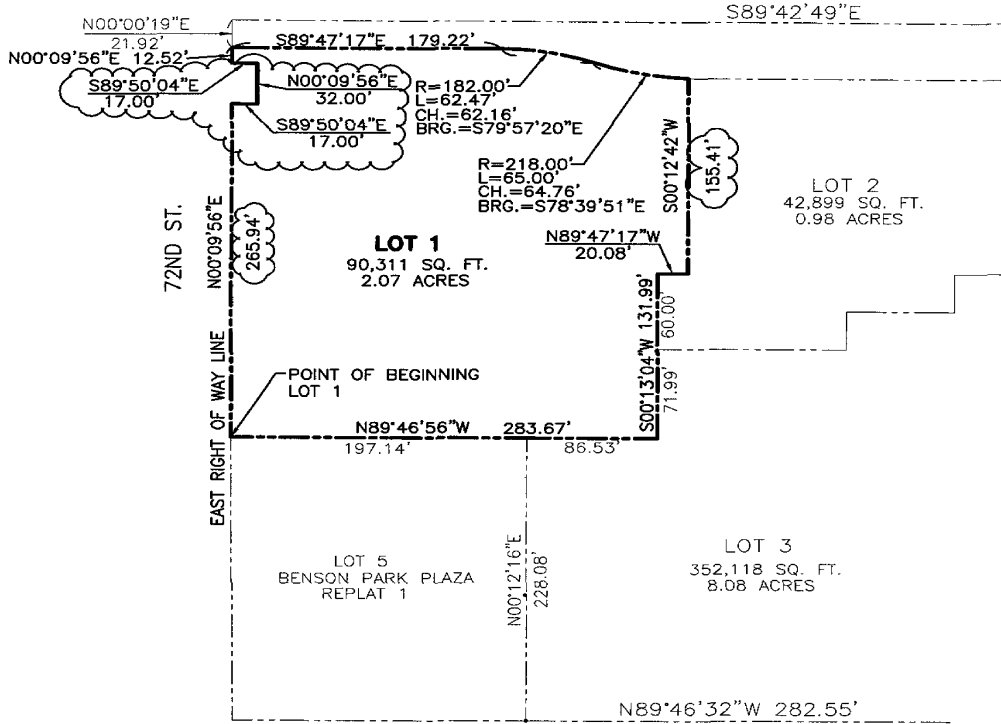 S89°42'49"E
N00°00'19"E
21.92'
N00°09'56"E 12.52'
S89°47'17"E 179.22'
S89°50'04"E
17.00'
N00°09'56"E
32.00'
S89°50'04"E
17.00'
R=182.00'
L=62.47'
CH.=62.16'
BRG.=S79°57'20"E
R=218.00'
L=65.00'
CH.=64.76'
BRG.=S78°39'51"E
S00°12'42"W
155.41'
LOT 2
42,899 SQ. FT.
0.98 ACRES
72ND ST.
N00°09'56"E
265.94'
LOT 1
90,311 SQ. FT.
2.07 ACRES
N89°47'17"W
20.08'
S00°13'04"W 131.99'
60.00'
71.99'
EAST RIGHT OF WAY LINE
POINT OF BEGINNING
LOT 1
N89°46'56"W 283.67'
197.14'
86.53'
LOT 5
BENSON PARK PLAZA
REPLAT 1
N00°12'16"E
228.08'
LOT 3
352,118 SQ. FT.
8.08 ACRES
N89°46'32"W 282.55'